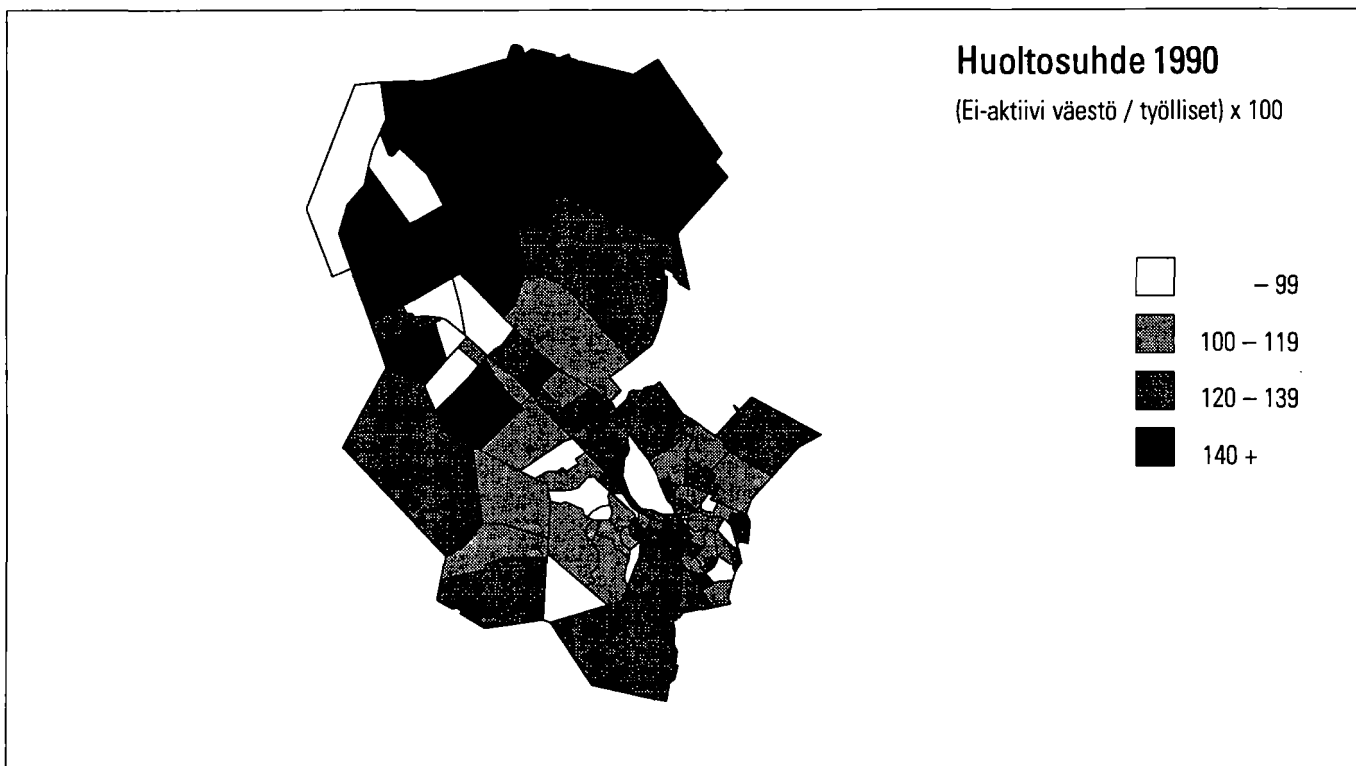 Huoltosuhde 1990
(Ei-aktiivi väestö / työlliset) x 100
– 99
100 – 119
120 – 139
140 +